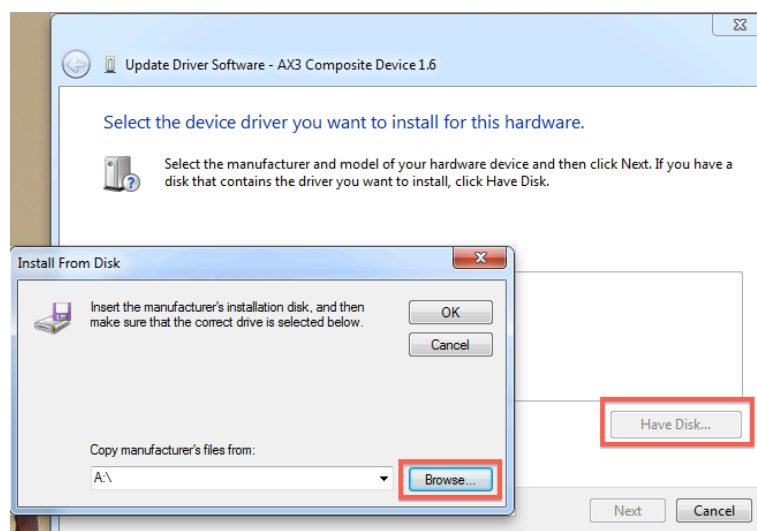 Update Driver Software - AX3 Composite Device 1.6
Select the device driver you want to install for this hardware.
Select the manufacturer and model of your hardware device and then click Next. If you have a
disk that contains the driver you want to install, click Have Disk.
Install From Disk
Insert the manufacturer's installation disk, and then
make sure that the correct drive is selected below.
OK
Cancel
Have Disk...
Copy manufacturer's files from:
A:\
Browse...
Next
Cancel